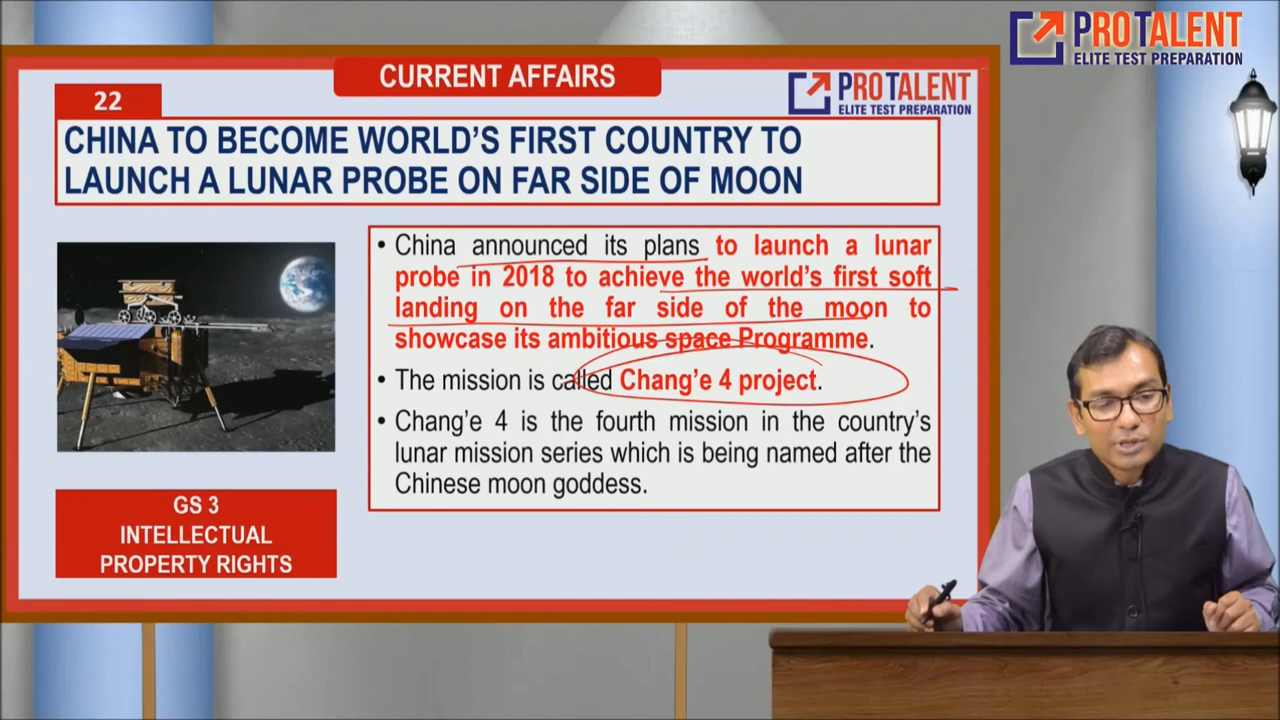 PROTALENT
ELITE TEST PREPARATION
CURRENT AFFAIRS
PROTALENT
ELITE TEST PREPARATION
22
CHINA TO BECOME WORLD'S FIRST COUNTRY TO
LAUNCH A LUNAR PROBE ON FAR SIDE OF MOON
• China announced its plans to launch a lunar
probe in 2018 to achieve the world's first soft
landing on the far side of the moon to
showcase its ambitious space Programme.
• The mission is called Chang'e 4 project.
• Chang'e 4 is the fourth mission in the country's
lunar mission series which is being named after the
Chinese moon goddess.
GS 3
INTELLECTUAL
PROPERTY RIGHTS